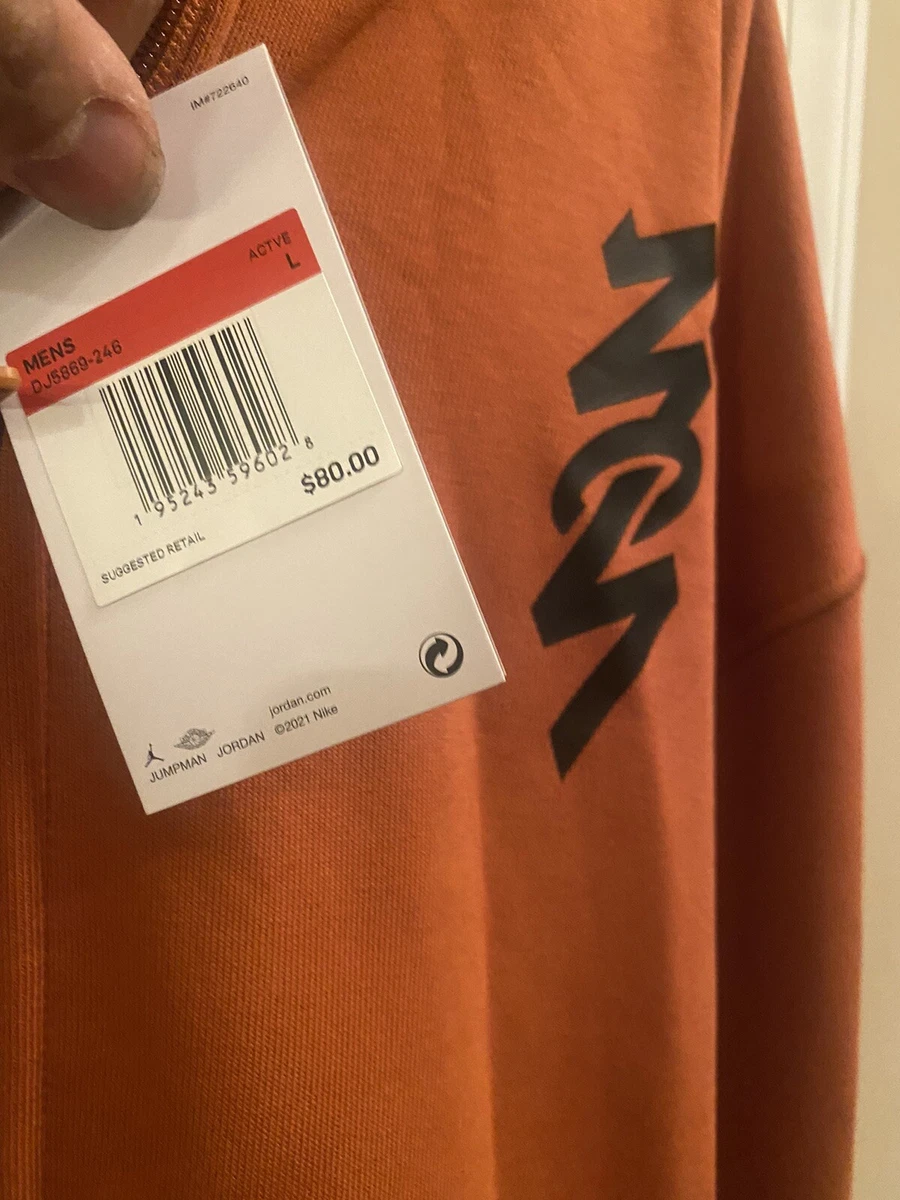 IM#722640
ACTVE
L
MENS
DJ5869-246
1 95243 59602 8
$80.00
SUGGESTED RETAIL
jordan.com
JUMPMAN JORDAN ©2021 Nike